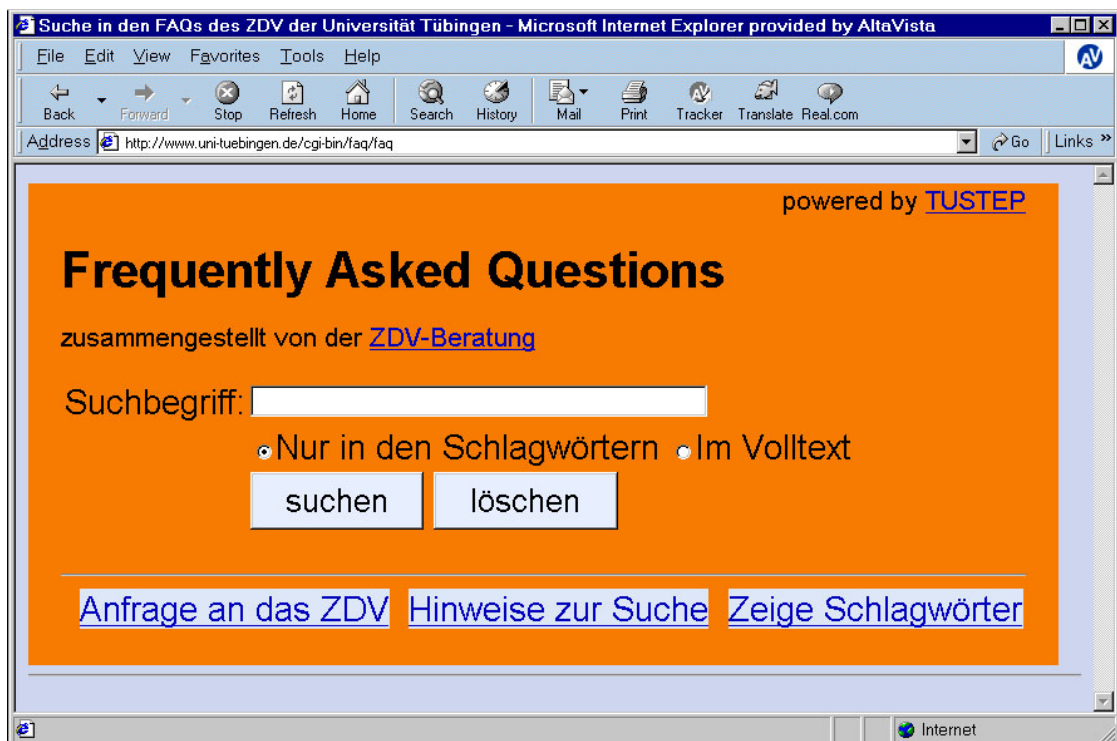 Suche in den FAQs des ZDV der Universität Tübingen - Microsoft Internet Explorer provided by AltaVista
File Edit View Favorites Tools Help
AV
Back Forward Stop Refresh Home Search History Mail Print Tracker Translate Real.com
Address http://www.uni-tuebingen.de/cgi-bin/faq/faq Go Links »
powered by TUSTEP
Frequently Asked Questions
zusammengestellt von der ZDV-Beratung
Suchbegriff:
Nur in den Schlagwörtern Im Volltext
suchen löschen
Anfrage an das ZDV Hinweise zur Suche Zeige Schlagwörter
Internet